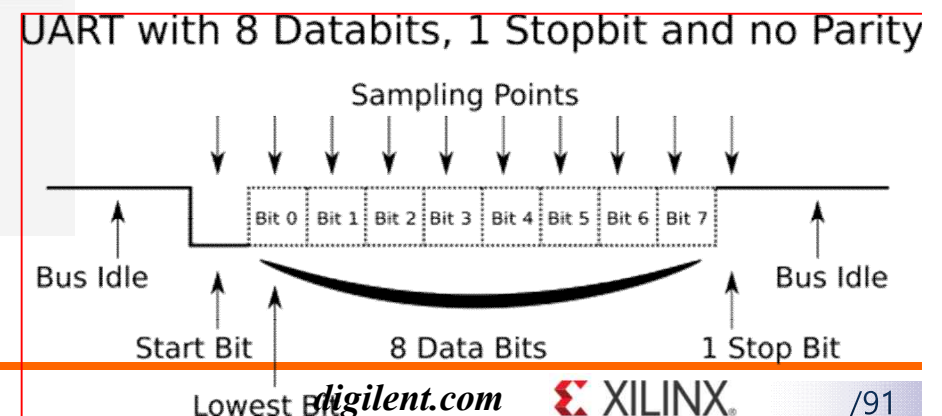 UART with 8 Databits, 1 Stopbit and no Parity
Sampling Points
Bit 0 Bit 1 Bit 2 Bit 3 Bit 4 Bit 5 Bit 6 Bit 7
Bus Idle Bus Idle
Start Bit 8 Data Bits 1 Stop Bit
Lowest digilent.com XILINX /91